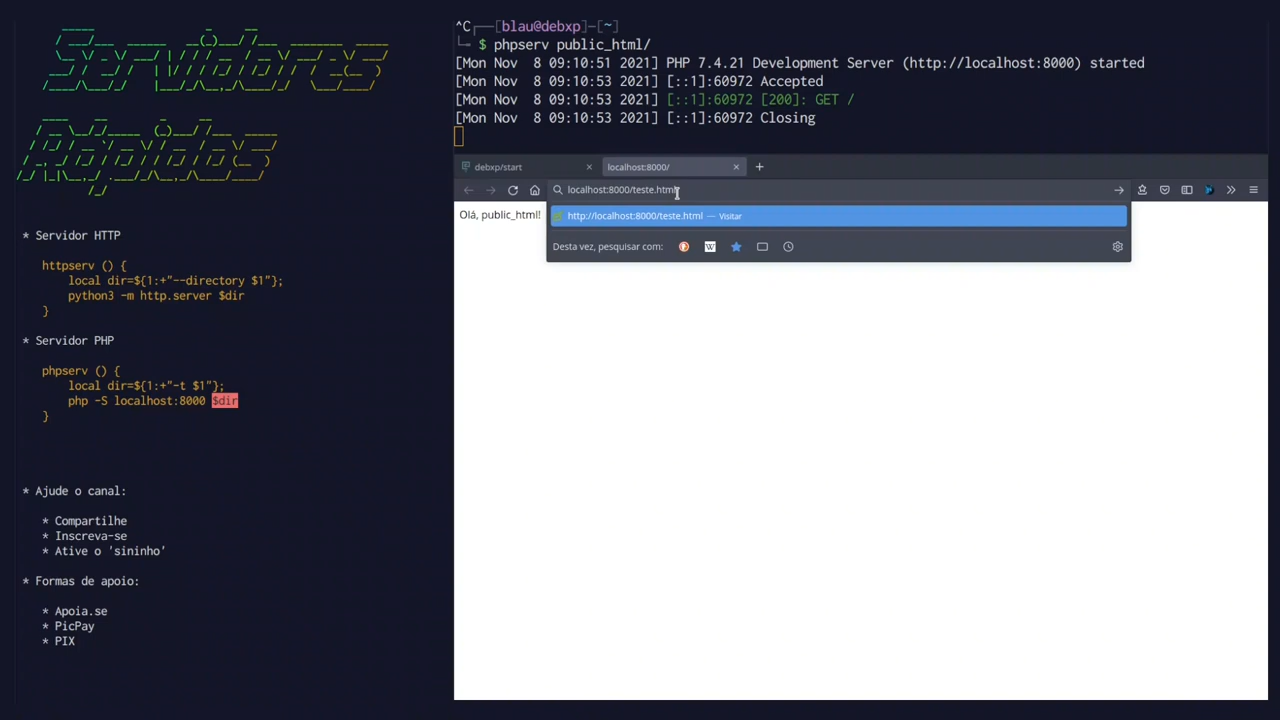 Servidores
Rápidos
* Servidor HTTP
httpserv () {
local dir=${1:+"--directory $1"};
python3 -m http.server $dir
}
* Servidor PHP
phpserv () {
local dir=${1:+"-t $1"};
php -S localhost:8000 $dir
}
* Ajude o canal:
* Compartilhe
* Inscreva-se
* Ative o 'sininho'
* Formas de apoio:
* Apoia.se
* PicPay
* PIX
^C┌──[blau@debxp]-[~]
└─ $ phpserv public_html/
[Mon Nov  8 09:10:51 2021] PHP 7.4.21 Development Server (http://localhost:8000) started
[Mon Nov  8 09:10:53 2021] [::1]:60972 Accepted
[Mon Nov  8 09:10:53 2021] [::1]:60972 [200]: GET /
[Mon Nov  8 09:10:53 2021] [::1]:60972 Closing
debxp/start
localhost:8000/
localhost:8000/teste.html
http://localhost:8000/teste.html — Visitar
Olá, public_html!
Desta vez, pesquisar com:
W